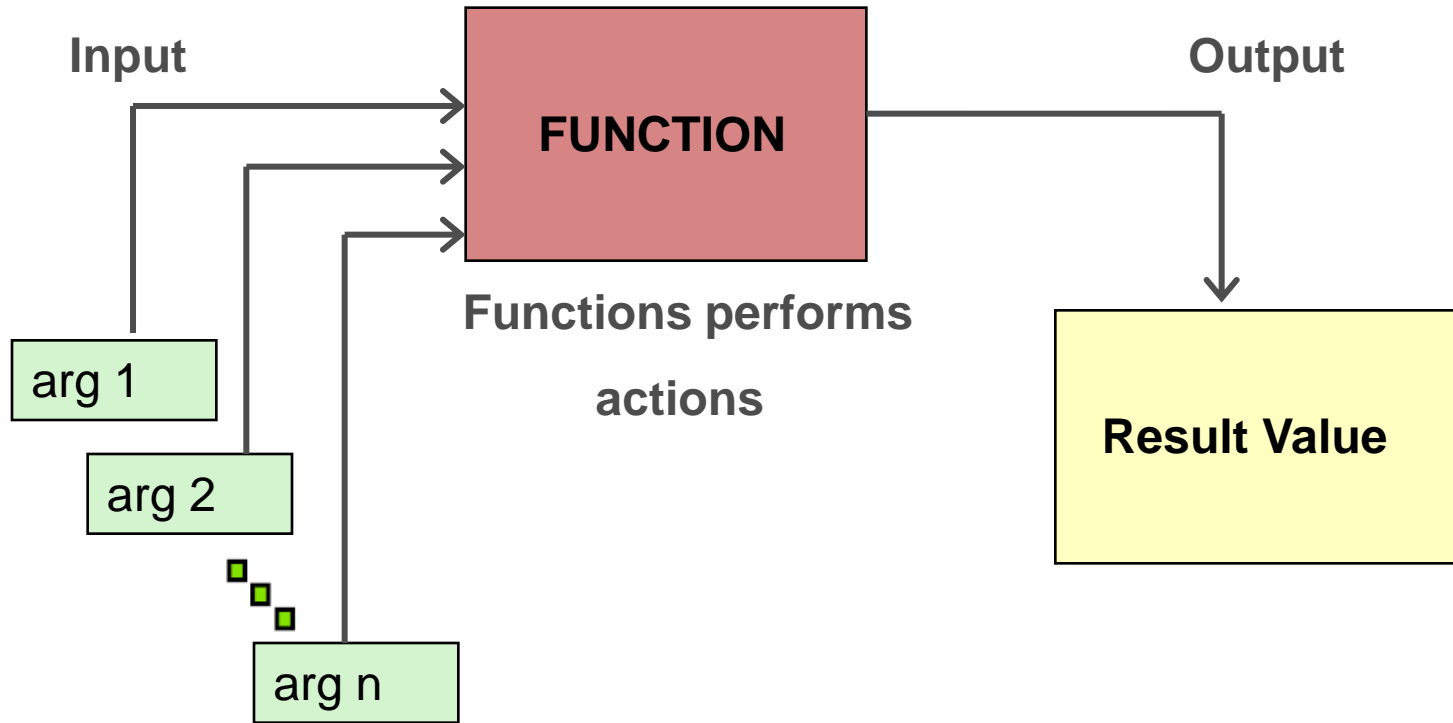 Input
Output
FUNCTION
Functions performs
actions
arg 1
arg 2
arg n
Result Value